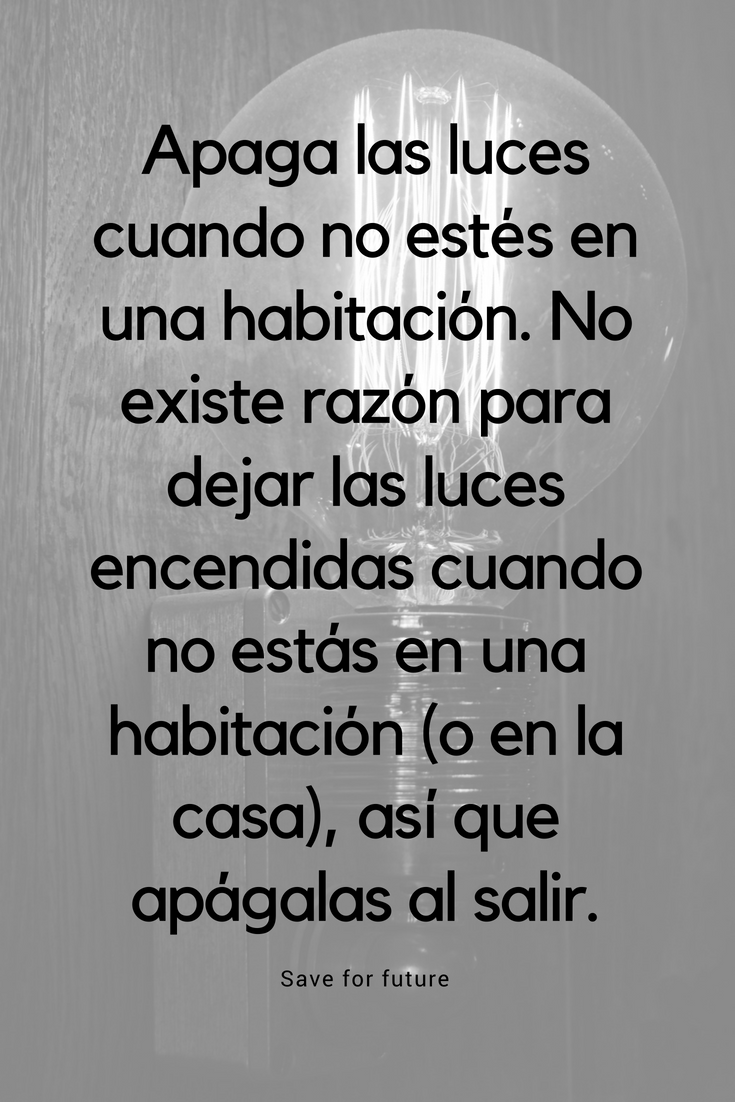 Apaga las luces
cuando no estés en
una habitación. No
existe razón para
dejar las luces
encendidas cuando
no estás en una
habitación (o en la
casa), así que
apágalas al salir.
Save for future